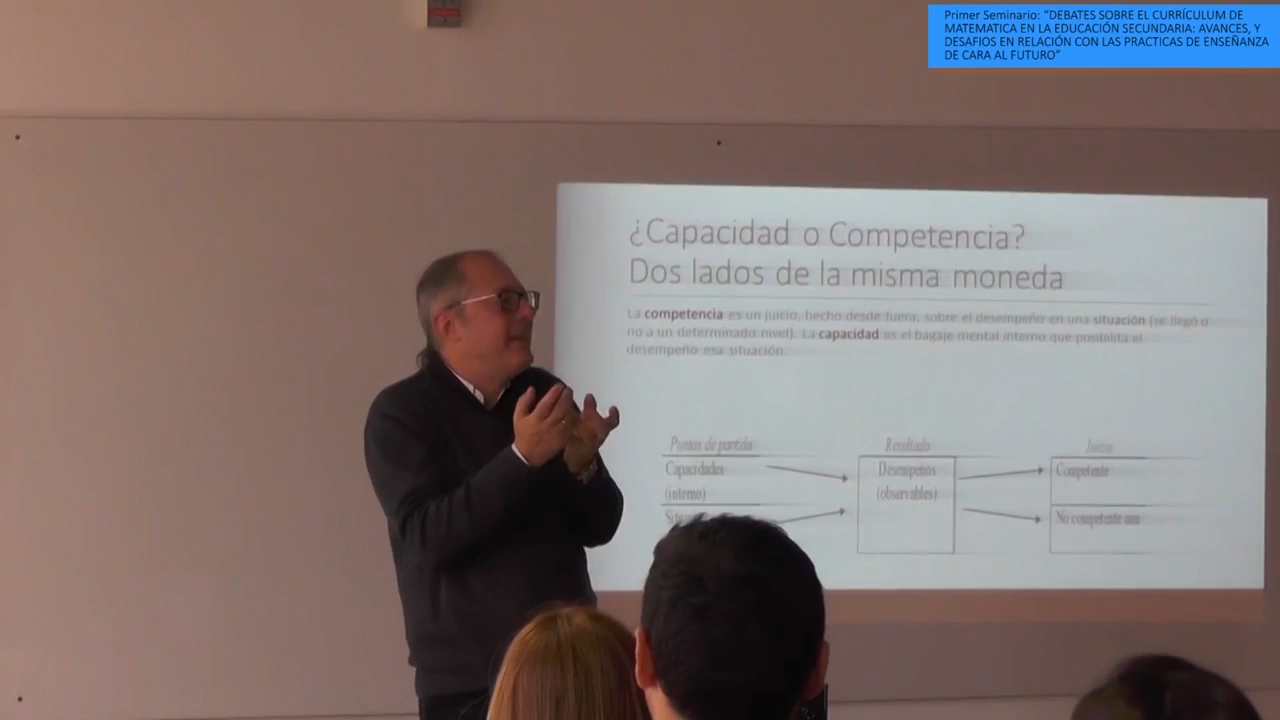 Primer Seminario: “DEBATES SOBRE EL CURRÍCULUM DE
MATEMATICA EN LA EDUCACIÓN SECUNDARIA: AVANCES, Y
DESAFIOS EN RELACIÓN CON LAS PRACTICAS DE ENSEÑANZA
DE CARA AL FUTURO”
¿Capacidad o Competencia?
Dos lados de la misma moneda
La competencia es un juicio, hecho desde fuera, sobre el desempeño en una situación (se llegó o
no a un determinado nivel). La capacidad es el bagaje mental interno que posibilita el
desempeño esa situación.
Puntos de partida Resultado Juicio
Capacidades Desempeños Competente
(interno) (observables)
No competente aun